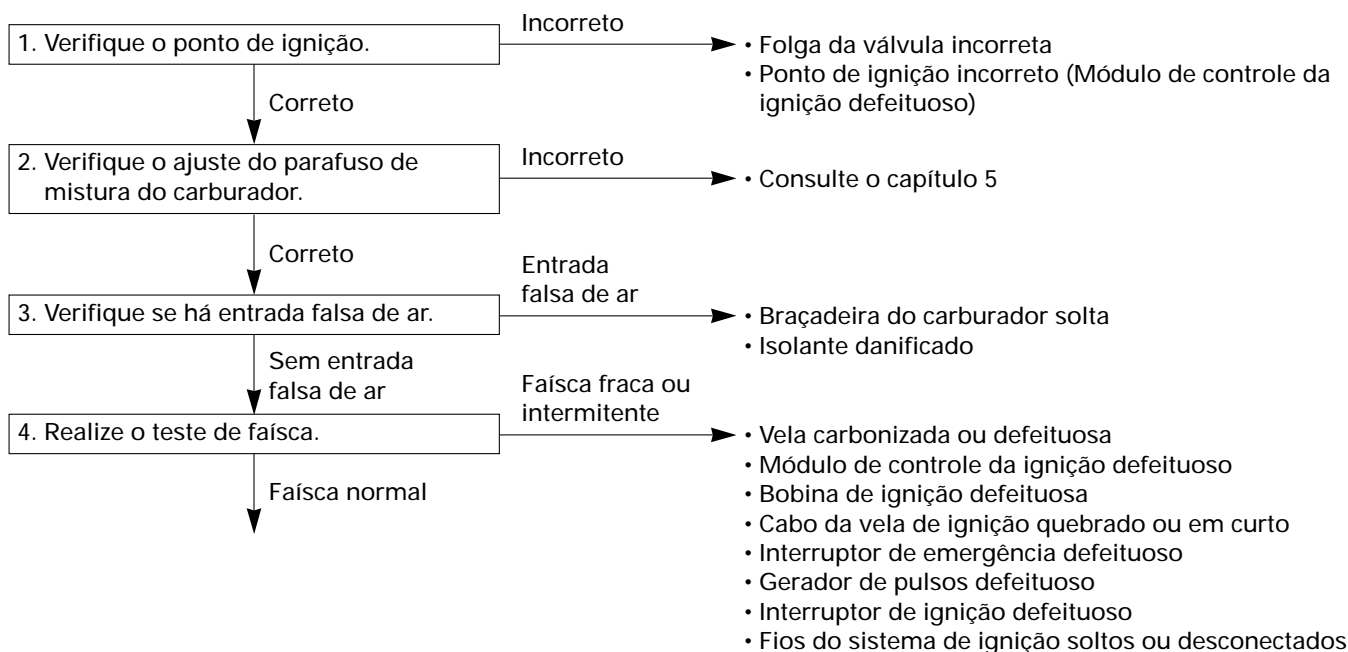 Incorreto
1. Verifique o ponto de ignição.
• Folga da válvula incorreta
• Ponto de ignição incorreto (Módulo de controle da
ignição defeituoso)
Correto
2. Verifique o ajuste do parafuso de
mistura do carburador.
Incorreto
• Consulte o capítulo 5
Correto
Entrada
falsa de ar
3. Verifique se há entrada falsa de ar.
• Braçadeira do carburador solta
• Isolante danificado
Sem entrada
falsa de ar
Faísca fraca ou
intermitente
4. Realize o teste de faísca.
• Vela carbonizada ou defeituosa
• Módulo de controle da ignição defeituoso
• Bobina de ignição defeituosa
• Cabo da vela de ignição quebrado ou em curto
• Interruptor de emergência defeituoso
• Gerador de pulsos defeituoso
• Interruptor de ignição defeituoso
• Fios do sistema de ignição soltos ou desconectados
Faísca normal